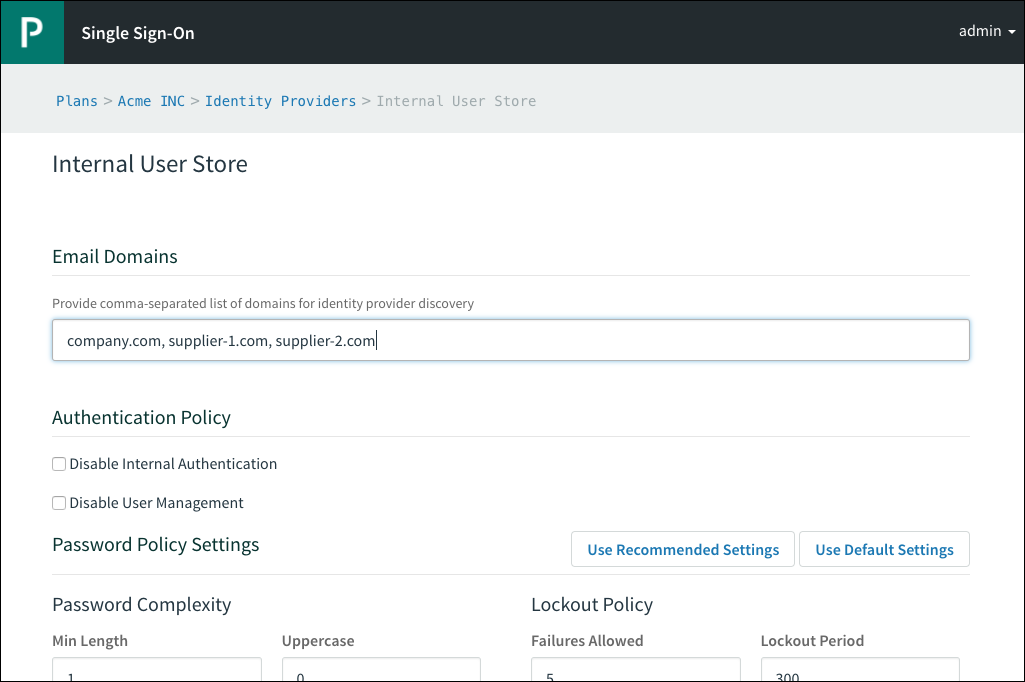 P
Single Sign-On
admin
Plans > Acme INC > Identity Providers > Internal User Store
Internal User Store
Email Domains
Provide comma-separated list of domains for identity provider discovery
company.com, supplier-1.com, supplier-2.com
Authentication Policy
Disable Internal Authentication
Disable User Management
Password Policy Settings
Use Recommended Settings
Use Default Settings
Password Complexity
Lockout Policy
Min Length
Uppercase
Failures Allowed
Lockout Period
1
0
5
300